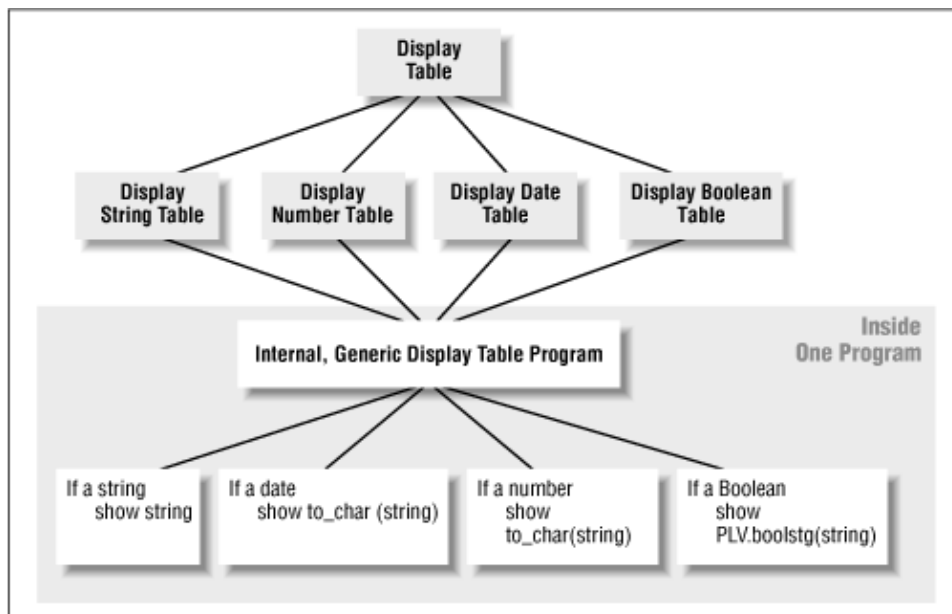 Display
Table
Display
String Table
Display
Number Table
Display Date
Table
Display Boolean
Table
Inside
One Program
Internal, Generic Display Table Program
If a string
show string
If a date
show to_char (string)
If a number
show
to_char(string)
If a Boolean
show
PLV.boolstg(string)